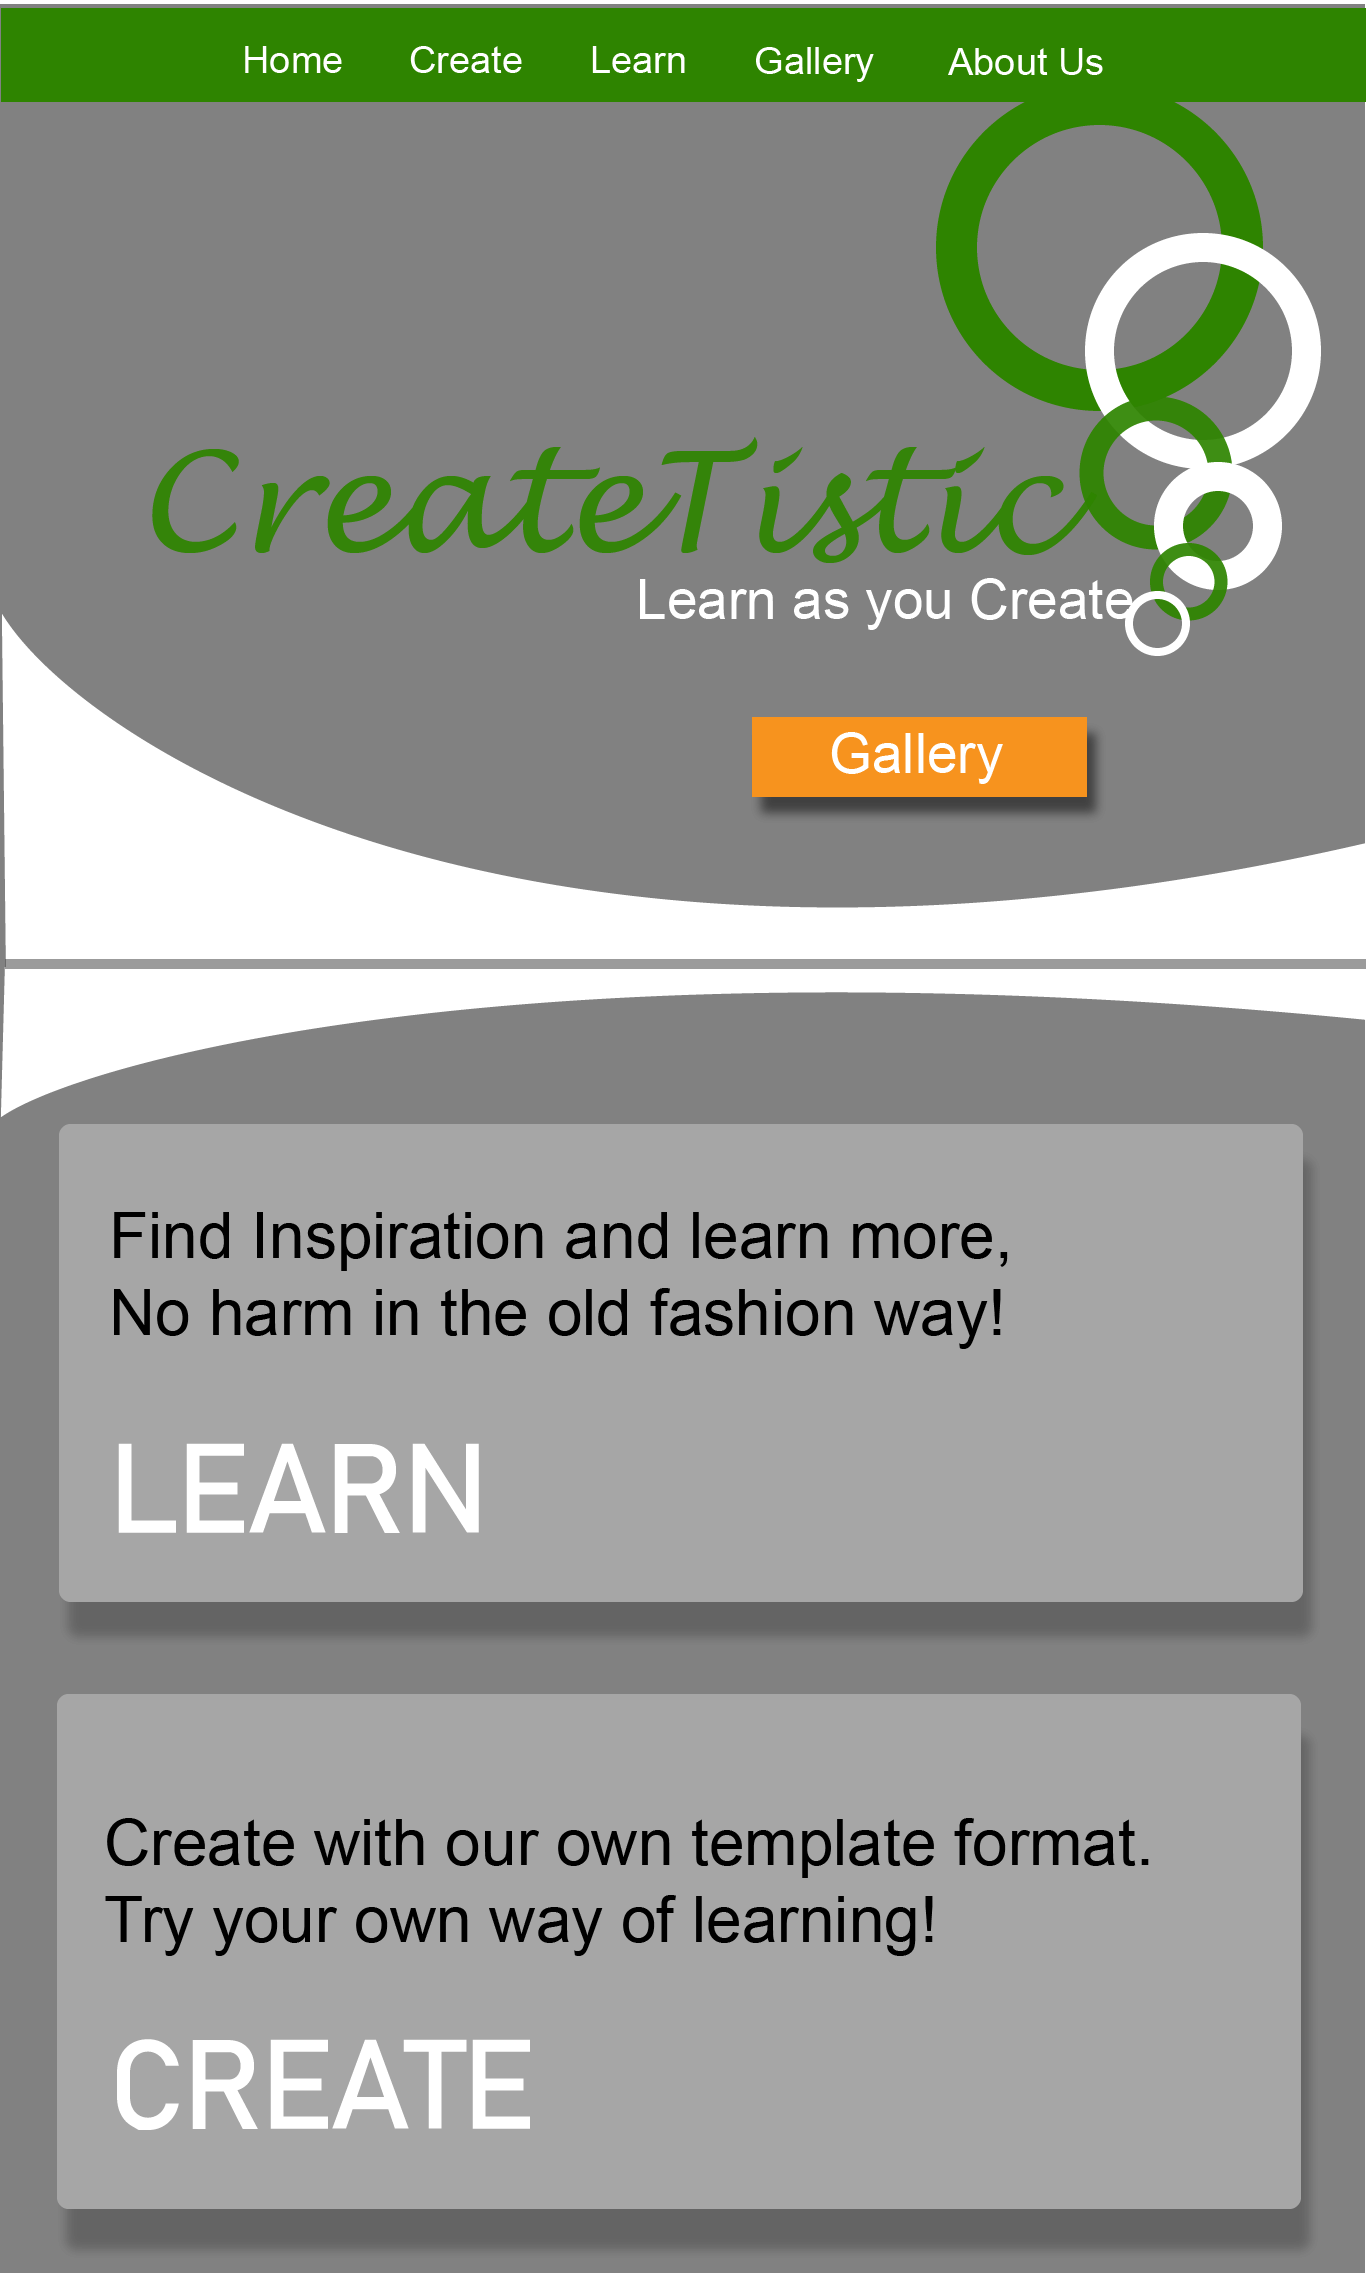 Home Create Learn Gallery About Us
CreateTistic
Learn as you Create
Gallery
Find Inspiration and learn more,
No harm in the old fashion way!
LEARN
Create with our own template format.
Try your own way of learning!
CREATE